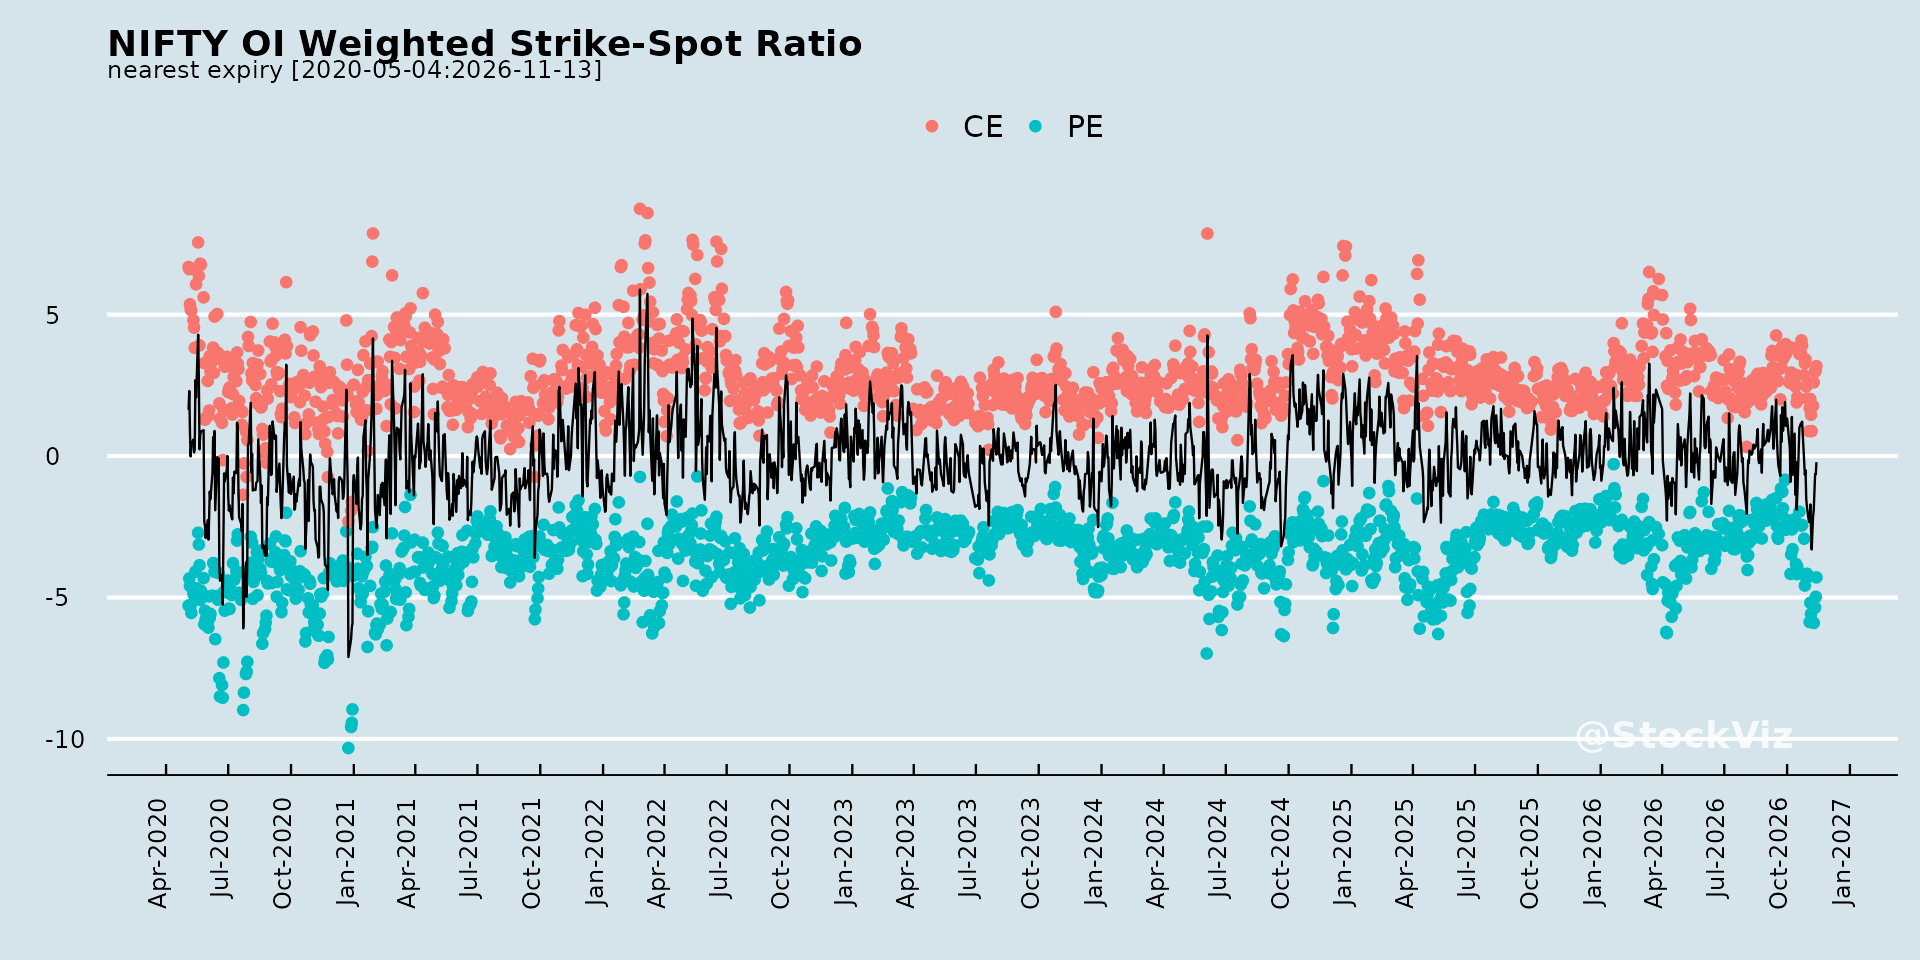 NIFTY OI Weighted Strike-Spot Ratio
nearest expiry [2020-05-04:2026-11-13]
CE PE
5
0
-5
-10
@StockViz
Apr-2020
Jul-2020
Oct-2020
Jan-2021
Apr-2021
Jul-2021
Oct-2021
Jan-2022
Apr-2022
Jul-2022
Oct-2022
Jan-2023
Apr-2023
Jul-2023
Oct-2023
Jan-2024
Apr-2024
Jul-2024
Oct-2024
Jan-2025
Apr-2025
Jul-2025
Oct-2025
Jan-2026
Apr-2026
Jul-2026
Oct-2026
Jan-2027